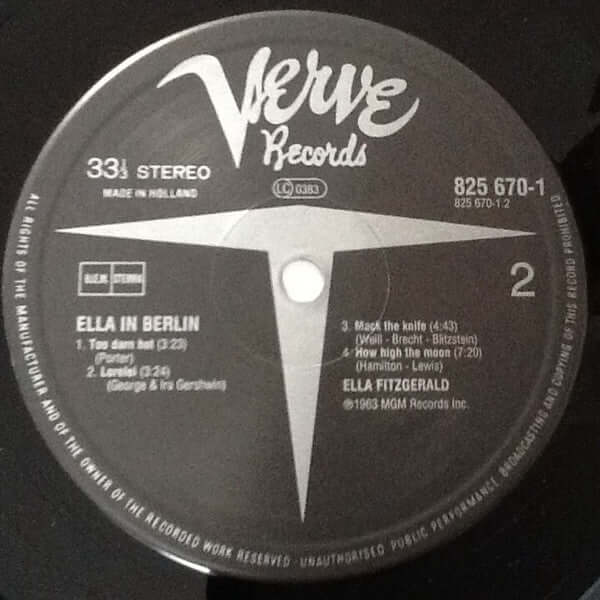 Verve
Records
33⅓ STEREO
MADE IN HOLLAND
LC 0383
825 670-1
825 670-1.2
B.I.E.M. STEMRA
2
ELLA IN BERLIN
1. Too darn hot (3:23)
(Porter)
2. Lorelei (3:24)
(George & Ira Gershwin)
3. Mack the knife (4:43)
(Weill - Brecht - Blitzstein)
4. How high the moon (7:20)
(Hamilton - Lewis)
ELLA FITZGERALD
℗1963 MGM Records Inc.
ALL RIGHTS OF THE MANUFACTURER AND OF THE OWNER OF THE RECORDED WORK RESERVED · UNAUTHORISED PUBLIC PERFORMANCE, BROADCASTING AND COPYING OF THIS RECORD PROHIBITED